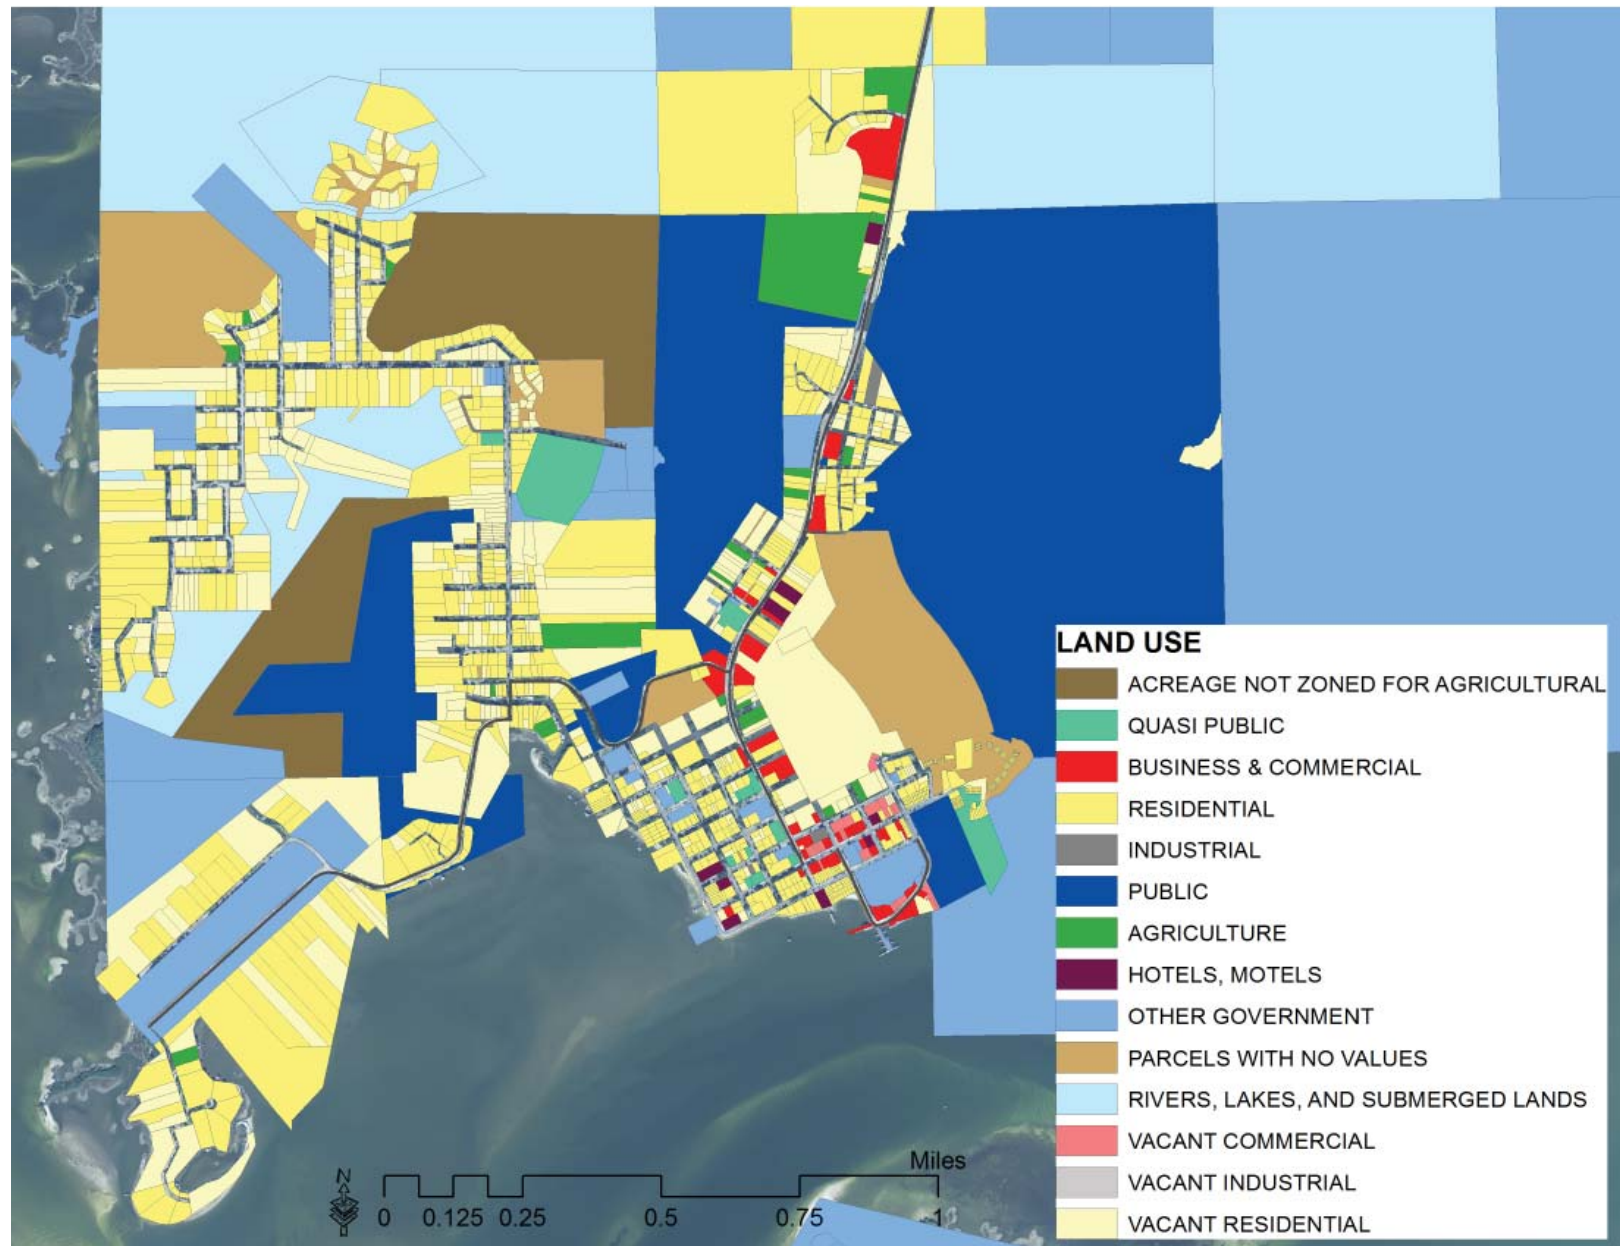 LAND USE
ACREAGE NOT ZONED FOR AGRICULTURAL
QUASI PUBLIC
BUSINESS & COMMERCIAL
RESIDENTIAL
INDUSTRIAL
PUBLIC
AGRICULTURE
HOTELS, MOTELS
OTHER GOVERNMENT
PARCELS WITH NO VALUES
RIVERS, LAKES, AND SUBMERGED LANDS
VACANT COMMERCIAL
VACANT INDUSTRIAL
VACANT RESIDENTIAL
Miles
N
0 0.125 0.25 0.5 0.75 1